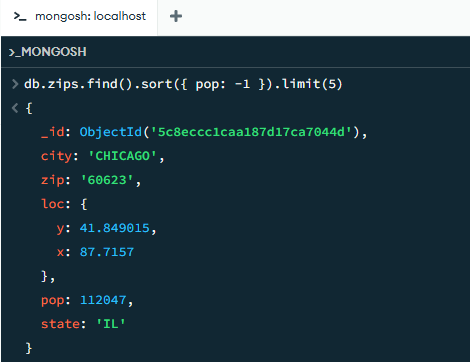 >_ mongosh: localhost +
>_MONGOSH
> db.zips.find().sort({ pop: -1 }).limit(5)
< {
_id: ObjectId('5c8eccc1caa187d17ca7044d'),
city: 'CHICAGO',
zip: '60623',
loc: {
y: 41.849015,
x: 87.7157
},
pop: 112047,
state: 'IL'
}